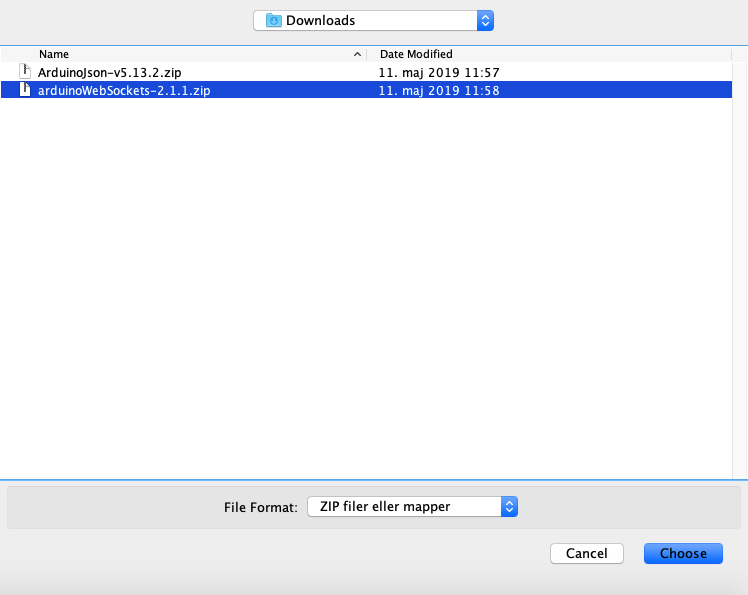 Downloads
Name Date Modified
ArduinoJson-v5.13.2.zip 11. maj 2019 11:57
arduinoWebSockets-2.1.1.zip 11. maj 2019 11:58
File Format: ZIP filer eller mapper
Cancel Choose